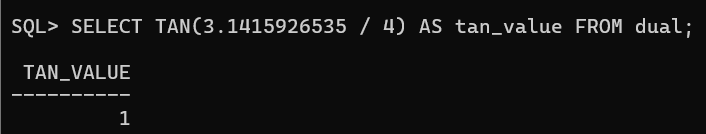 SQL> SELECT TAN(3.1415926535 / 4) AS tan_value FROM dual;
TAN_VALUE
----------
1